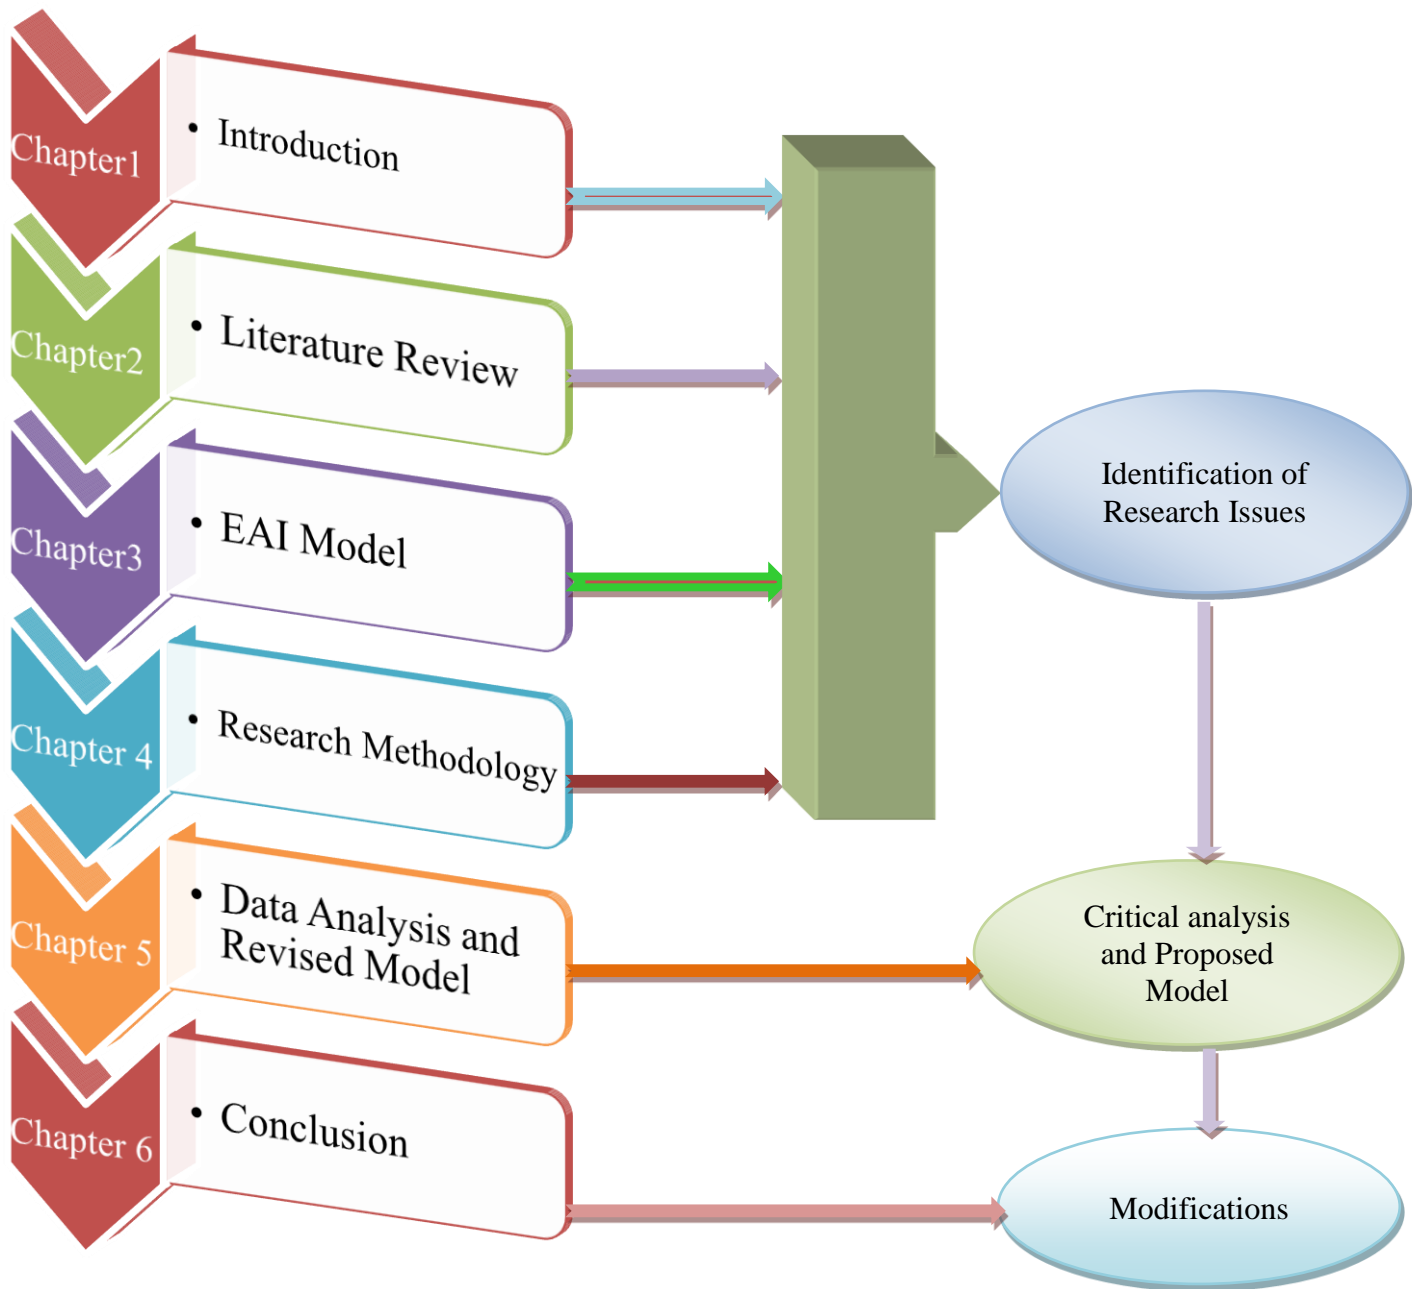 Chapter1
• Introduction
Chapter2
• Literature Review
Chapter3
• EAI Model
Chapter 4
• Research Methodology
Chapter 5
• Data Analysis and
Revised Model
Chapter 6
• Conclusion
Identification of
Research Issues
Critical analysis
and Proposed
Model
Modifications